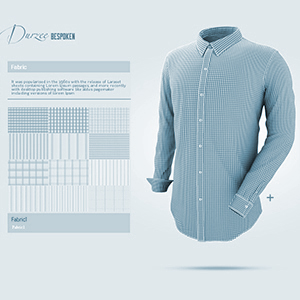 Durzee BESPOKEN
Fabric
It was popularised in the 1960s with the release of Letraset
sheets containing Lorem Ipsum passages and more recently
with desktop publishing software like Aldus pagemaker
including versions of lorem ipsum
Fabric!
+